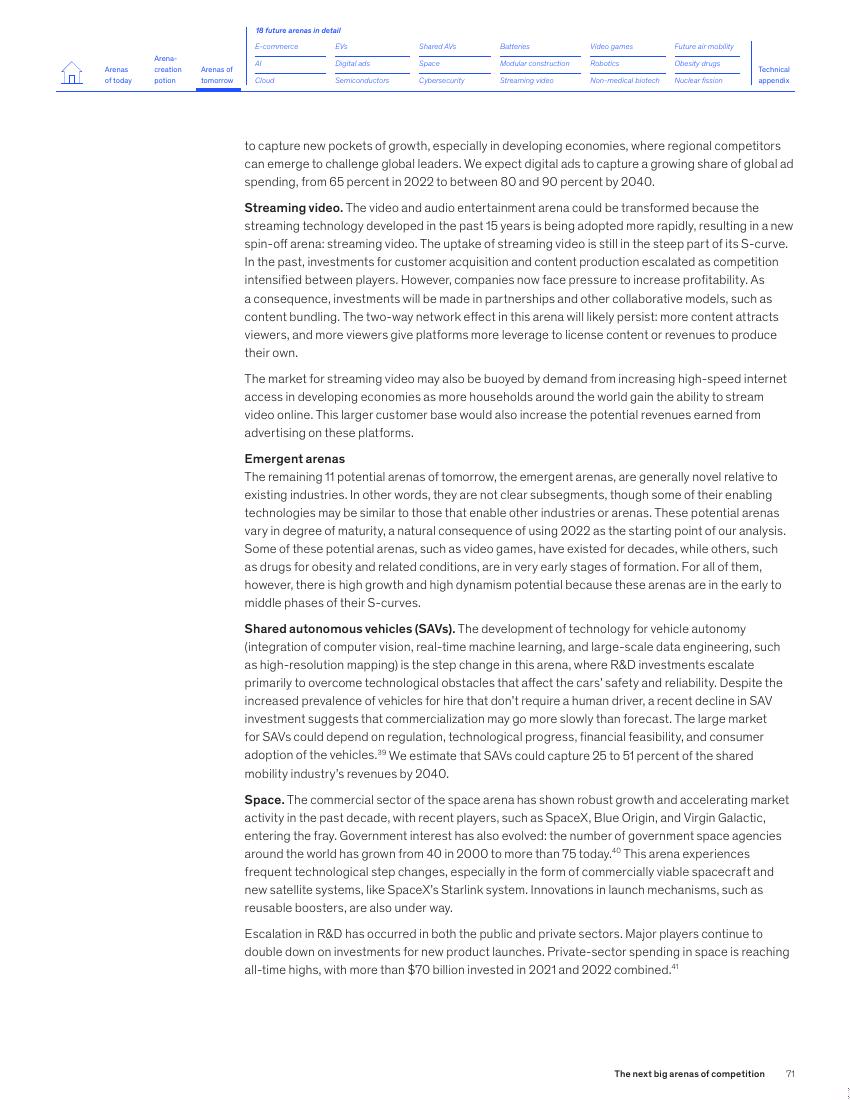 18 future arenas in detail
Arenas of today
Arena-creation potion
Arenas of tomorrow
E-commerce
EVs
Shared AVs
Batteries
Video games
Future air mobility
AI
Digital ads
Space
Modular construction
Robotics
Obesity drugs
Cloud
Semiconductors
Cybersecurity
Streaming video
Non-medical biotech
Nuclear fission
Technical appendix
to capture new pockets of growth, especially in developing economies, where regional competitors
can emerge to challenge global leaders. We expect digital ads to capture a growing share of global ad
spending, from 65 percent in 2022 to between 80 and 90 percent by 2040.
Streaming video. The video and audio entertainment arena could be transformed because the
streaming technology developed in the past 15 years is being adopted more rapidly, resulting in a new
spin-off arena: streaming video. The uptake of streaming video is still in the steep part of its S-curve.
In the past, investments for customer acquisition and content production escalated as competition
intensified between players. However, companies now face pressure to increase profitability. As
a consequence, investments will be made in partnerships and other collaborative models, such as
content bundling. The two-way network effect in this arena will likely persist: more content attracts
viewers, and more viewers give platforms more leverage to license content or revenues to produce
their own.
The market for streaming video may also be buoyed by demand from increasing high-speed internet
access in developing economies as more households around the world gain the ability to stream
video online. This larger customer base would also increase the potential revenues earned from
advertising on these platforms.
Emergent arenas
The remaining 11 potential arenas of tomorrow, the emergent arenas, are generally novel relative to
existing industries. In other words, they are not clear subsegments, though some of their enabling
technologies may be similar to those that enable other industries or arenas. These potential arenas
vary in degree of maturity, a natural consequence of using 2022 as the starting point of our analysis.
Some of these potential arenas, such as video games, have existed for decades, while others, such
as drugs for obesity and related conditions, are in very early stages of formation. For all of them,
however, there is high growth and high dynamism potential because these arenas are in the early to
middle phases of their S-curves.
Shared autonomous vehicles (SAVs). The development of technology for vehicle autonomy
(integration of computer vision, real-time machine learning, and large-scale data engineering, such
as high-resolution mapping) is the step change in this arena, where R&D investments escalate
primarily to overcome technological obstacles that affect the cars' safety and reliability. Despite the
increased prevalence of vehicles for hire that don't require a human driver, a recent decline in SAV
investment suggests that commercialization may go more slowly than forecast. The large market
for SAVs could depend on regulation, technological progress, financial feasibility, and consumer
adoption of the vehicles.39 We estimate that SAVs could capture 25 to 51 percent of the shared
mobility industry's revenues by 2040.
Space. The commercial sector of the space arena has shown robust growth and accelerating market
activity in the past decade, with recent players, such as SpaceX, Blue Origin, and Virgin Galactic,
entering the fray. Government interest has also evolved: the number of government space agencies
around the world has grown from 40 in 2000 to more than 75 today.40 This arena experiences
frequent technological step changes, especially in the form of commercially viable spacecraft and
new satellite systems, like SpaceX's Starlink system. Innovations in launch mechanisms, such as
reusable boosters, are also under way.
Escalation in R&D has occurred in both the public and private sectors. Major players continue to
double down on investments for new product launches. Private-sector spending in space is reaching
all-time highs, with more than $70 billion invested in 2021 and 2022 combined.41
The next big arenas of competition 71